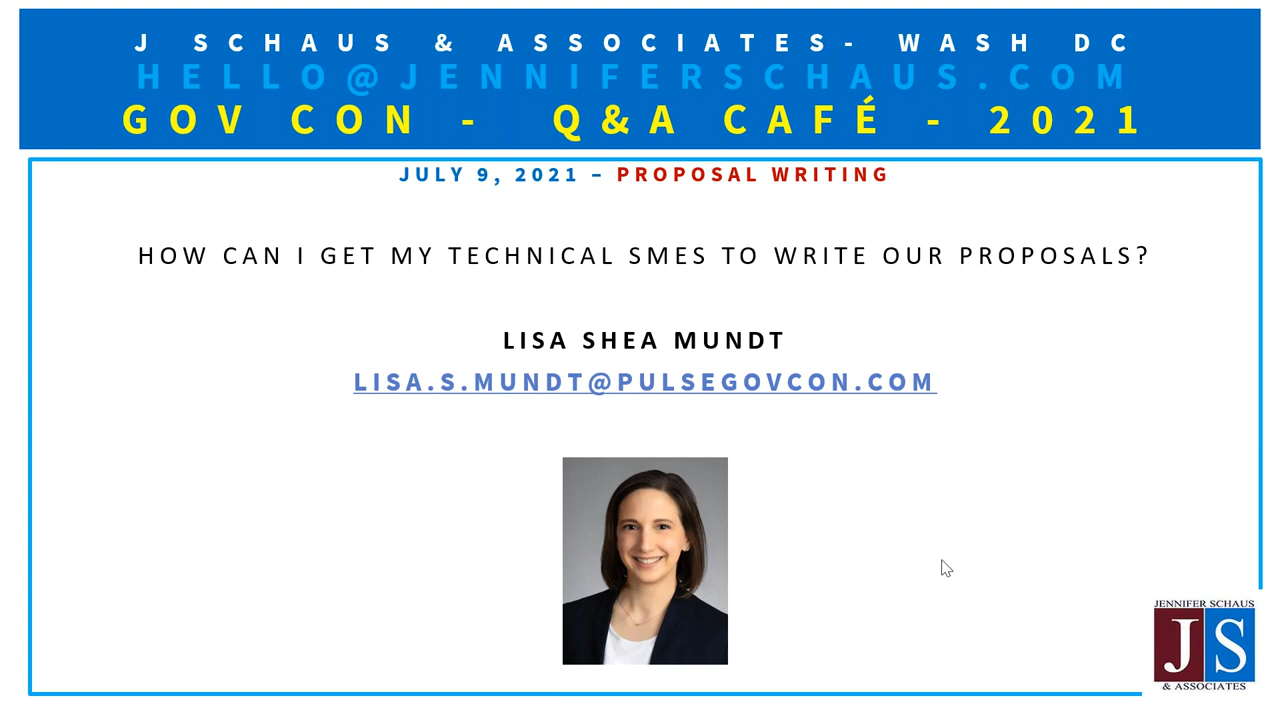 J SCHAUS & ASSOCIATES- WASH DC
HELLO@JENNIFERSCHAUS.COM
GOV CON - Q&A CAFÉ - 2021
JULY 9, 2021 – PROPOSAL WRITING
HOW CAN I GET MY TECHNICAL SMES TO WRITE OUR PROPOSALS?
LISA SHEA MUNDT
LISA.S.MUNDT@PULSEGOVCON.COM
JENNIFER SCHAUS
JS
& ASSOCIATES